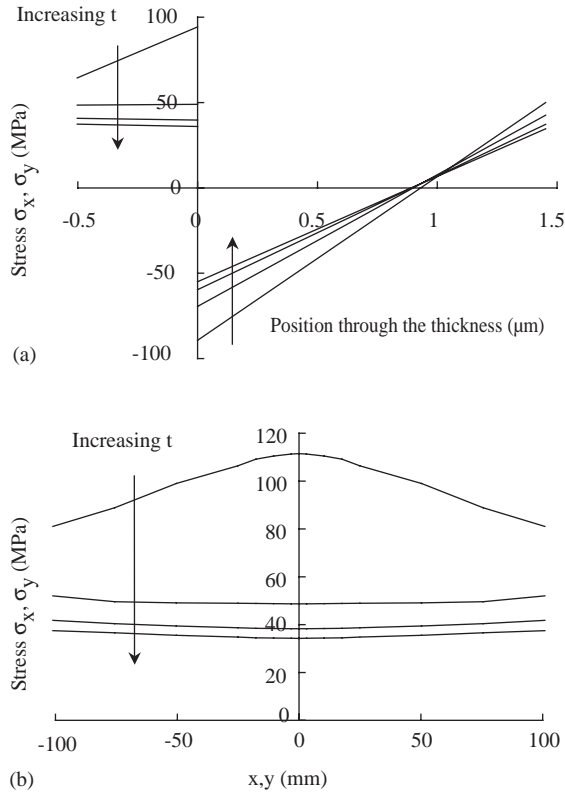 Increasing t
100
50
0
-50
-100
-0.5
0
0.5
1
1.5
Stress σx, σy (MPa)
Position through the thickness (μm)
(a)
Increasing t
120
100
80
60
40
20
0
Stress σx, σy (MPa)
-100
-50
0
50
100
x,y (mm)
(b)